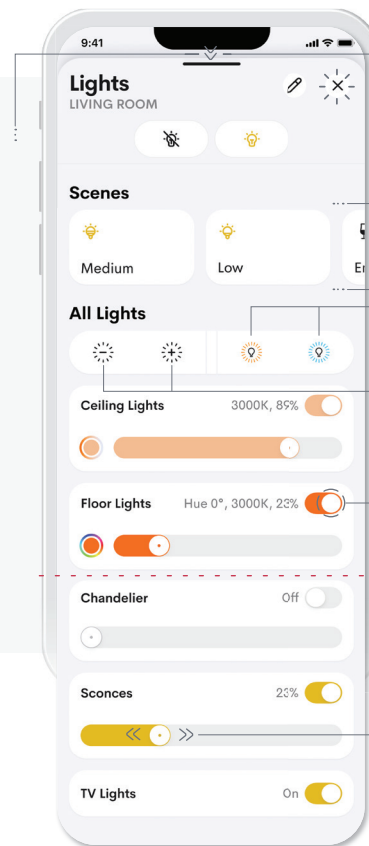 9:41
Lights
LIVING ROOM
Scenes
Medium
Low
All Lights
Ceiling Lights 3000K, 89%
Floor Lights Hue 0°, 3000K, 23%
Chandelier Off
Sconces 23%
TV Lights On